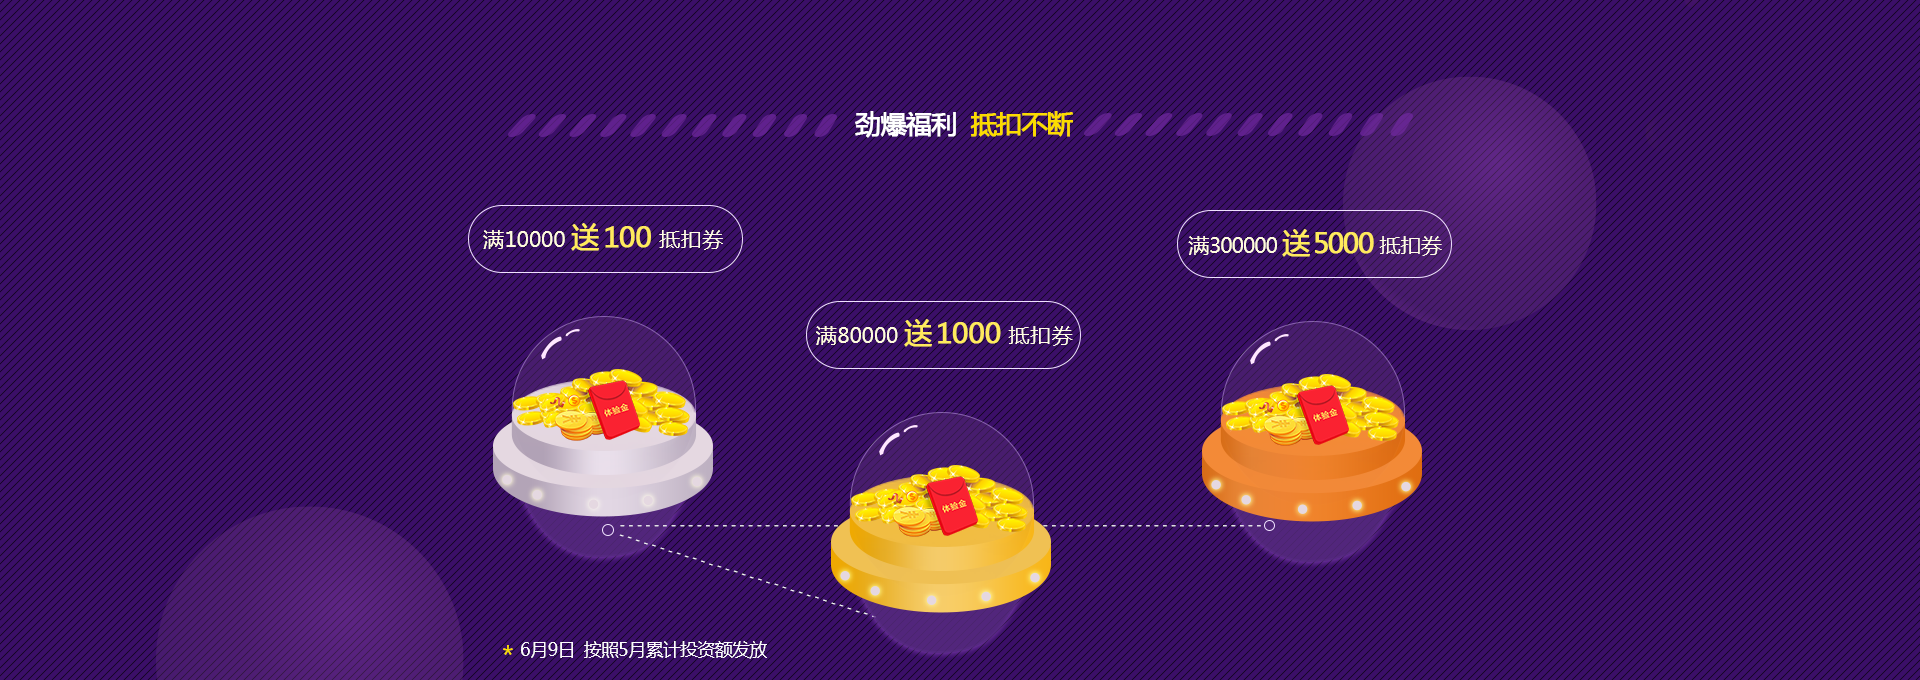 劲爆福利 抵扣不断
满10000 送100 抵扣券
满300000 送5000 抵扣券
满80000 送1000 抵扣券
体验金
体验金
体验金
* 6月9日 按照5月累计投资额发放